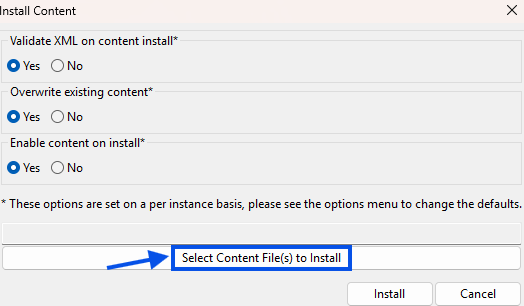 Install Content
Validate XML on content install*
Yes No
Overwrite existing content*
Yes No
Enable content on install*
Yes No
* These options are set on a per instance basis, please see the options menu to change the defaults.
Select Content File(s) to Install
Install Cancel